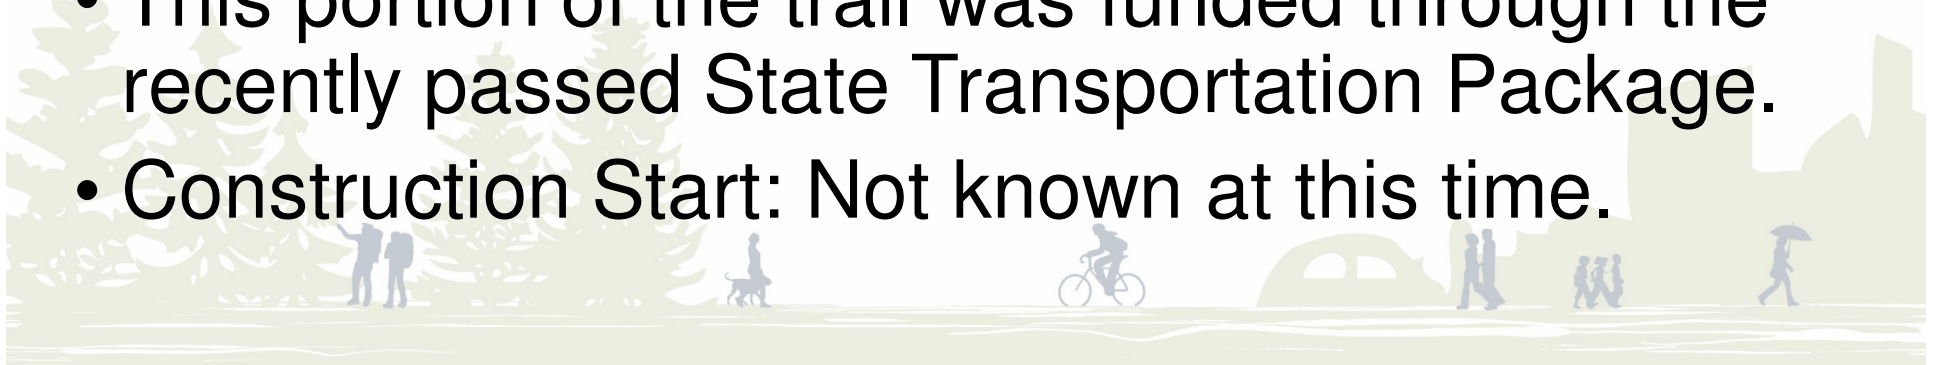 • This portion of the trail was funded through the
recently passed State Transportation Package.
• Construction Start: Not known at this time.